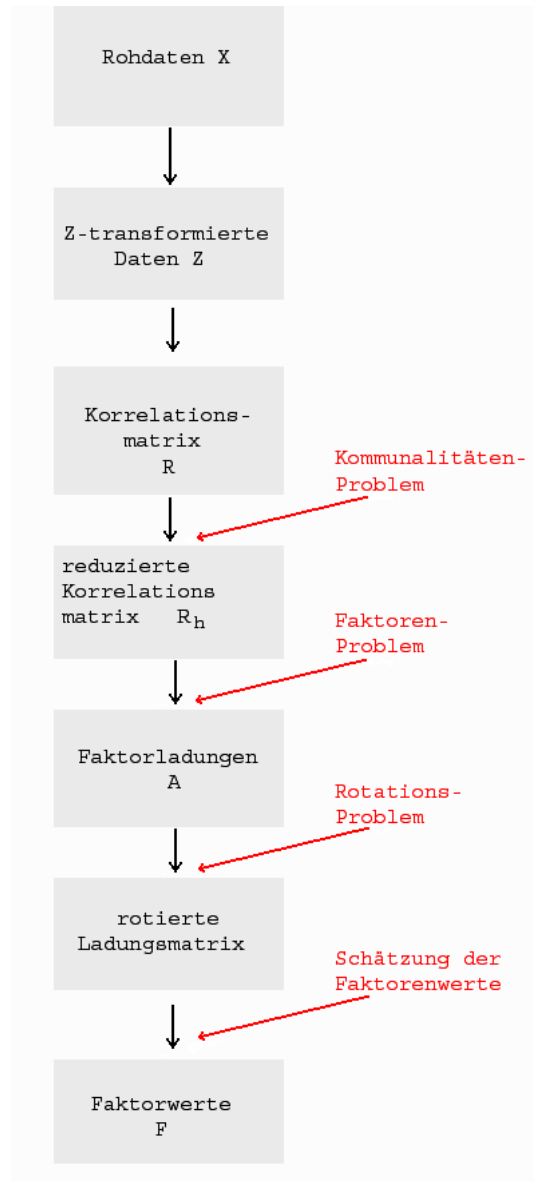 Rohdaten X
Z-transformierte
Daten Z
Korrelations-
matrix
R
Kommunalitäten-
Problem
reduzierte
Korrelations
matrix Rh
Faktoren-
Problem
Faktorladungen
A
Rotations-
Problem
rotierte
Ladungsmatrix
Schätzung der
Faktorenwerte
Faktorwerte
F